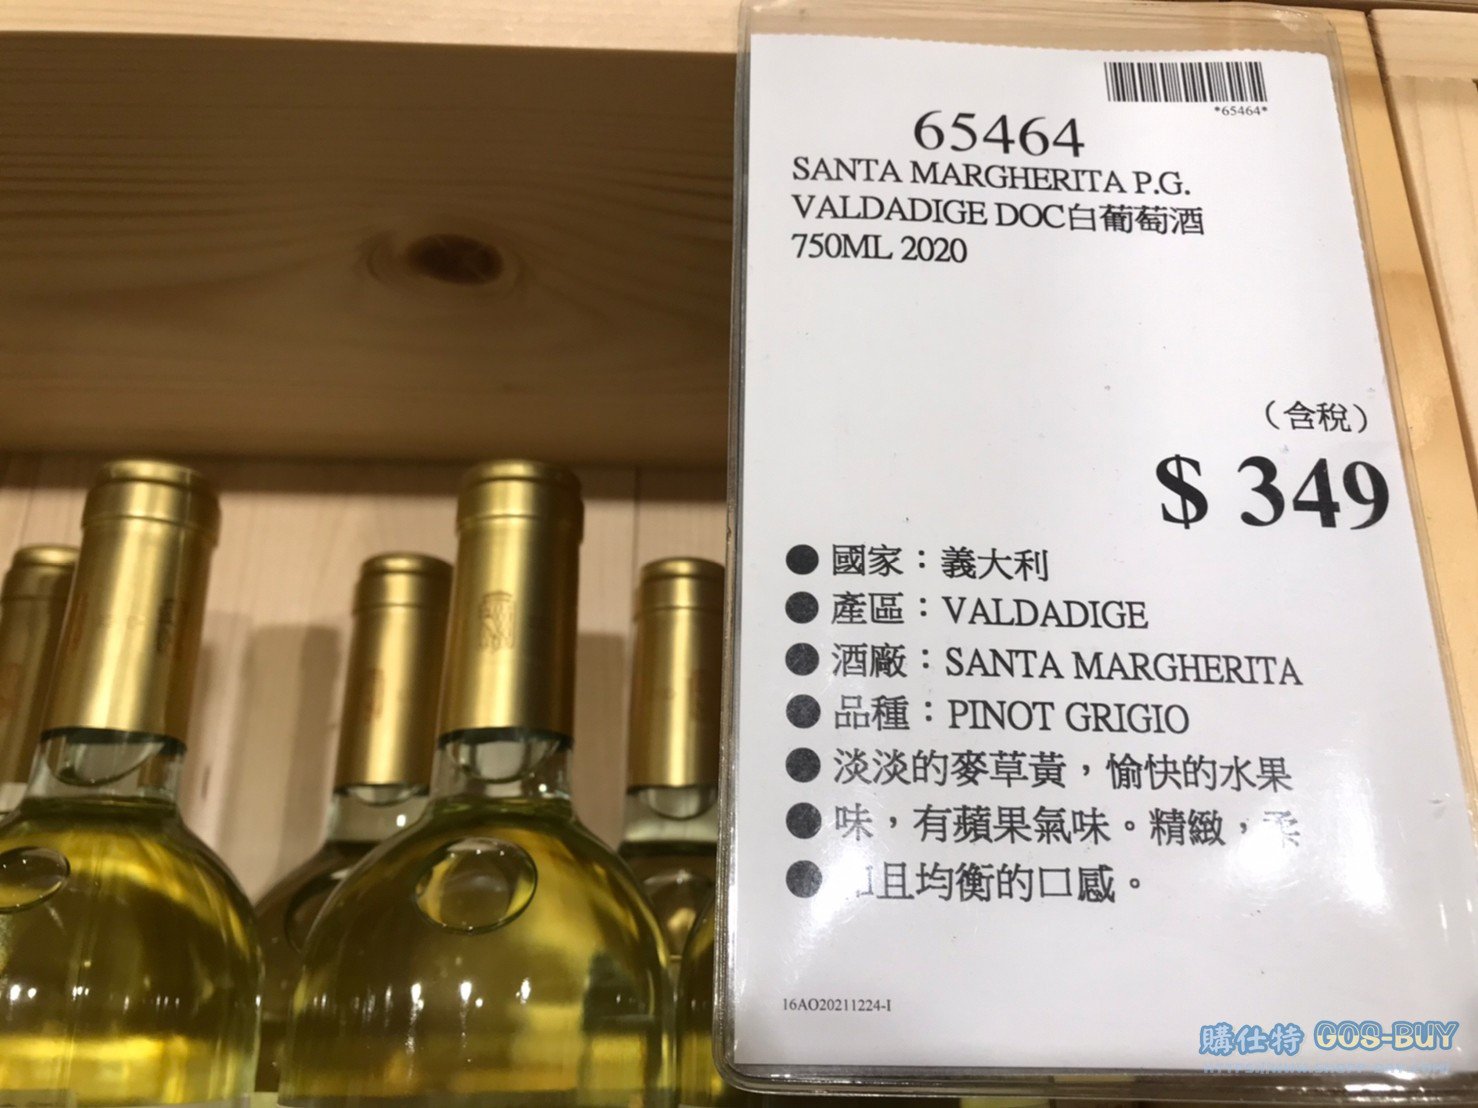 *65464*
65464
SANTA MARGHERITA P.G.
VALDADIGE DOC白葡萄酒
750ML 2020
（含稅）
$ 349
● 國家：義大利
● 產區：VALDADIGE
● 酒廠：SANTA MARGHERITA
● 品種：PINOT GRIGIO
● 淡淡的麥草黃，愉快的水果
● 味，有蘋果氣味。精緻，柔
● 且均衡的口感。
16AO20211224-I
購仕特 GOS-BUY